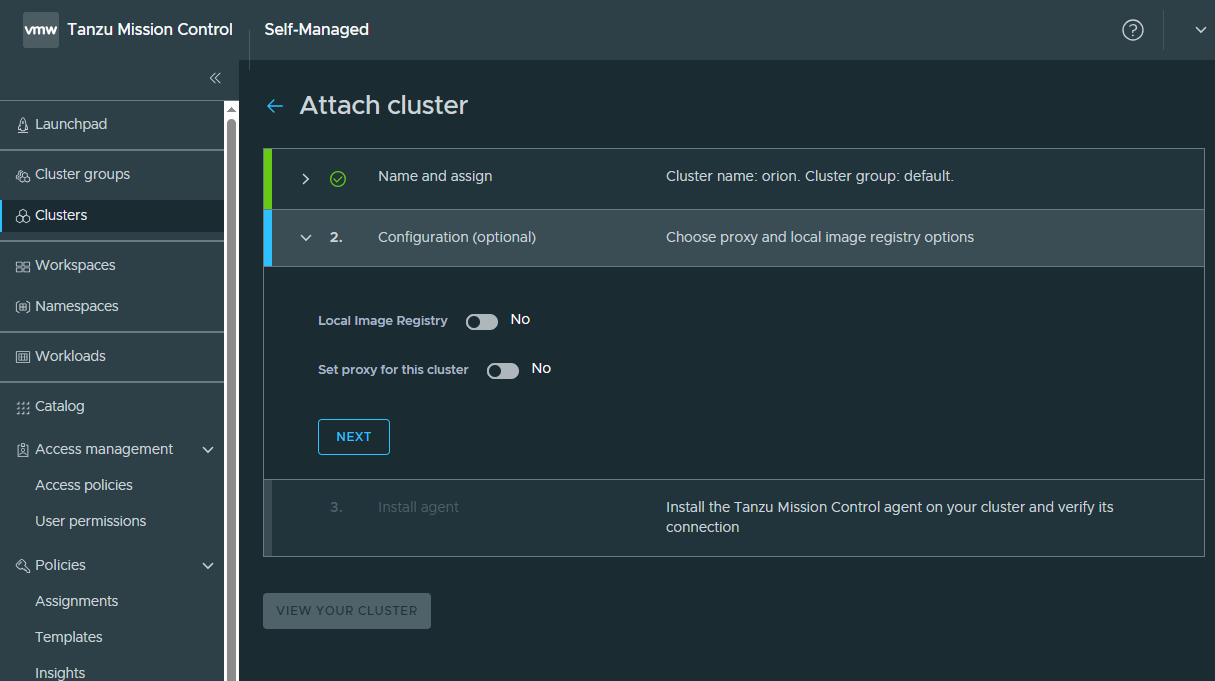 vmw Tanzu Mission Control Self-Managed ?
Launchpad
Cluster groups
Clusters
Workspaces
Namespaces
Workloads
Catalog
Access management
Access policies
User permissions
Policies
Assignments
Templates
Insights
Attach cluster
Name and assign Cluster name: orion. Cluster group: default.
2. Configuration (optional) Choose proxy and local image registry options
Local Image Registry No
Set proxy for this cluster No
NEXT
3. Install agent Install the Tanzu Mission Control agent on your cluster and verify its
connection
VIEW YOUR CLUSTER